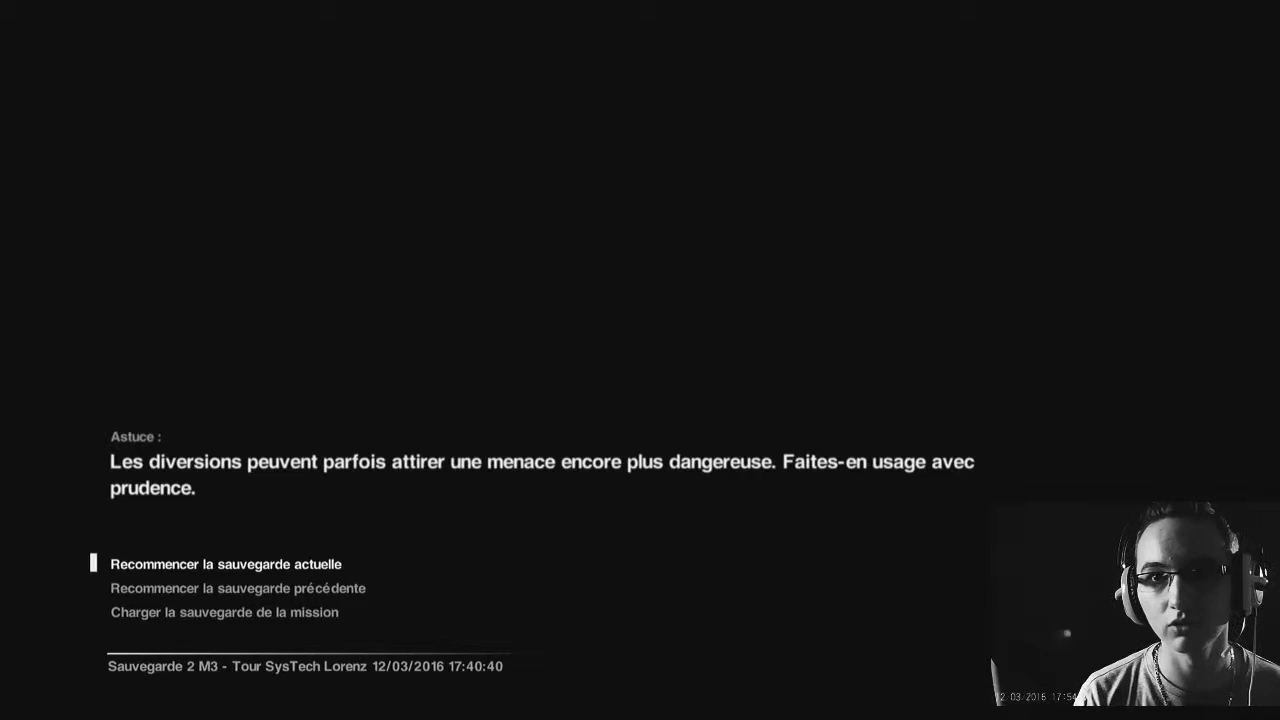 Astuce :
Les diversions peuvent parfois attirer une menace encore plus dangereuse. Faites-en usage avec
prudence.
Recommencer la sauvegarde actuelle
Recommencer la sauvegarde précédente
Charger la sauvegarde de la mission
Sauvegarde 2 M3 - Tour SysTech Lorenz 12/03/2016 17:40:40